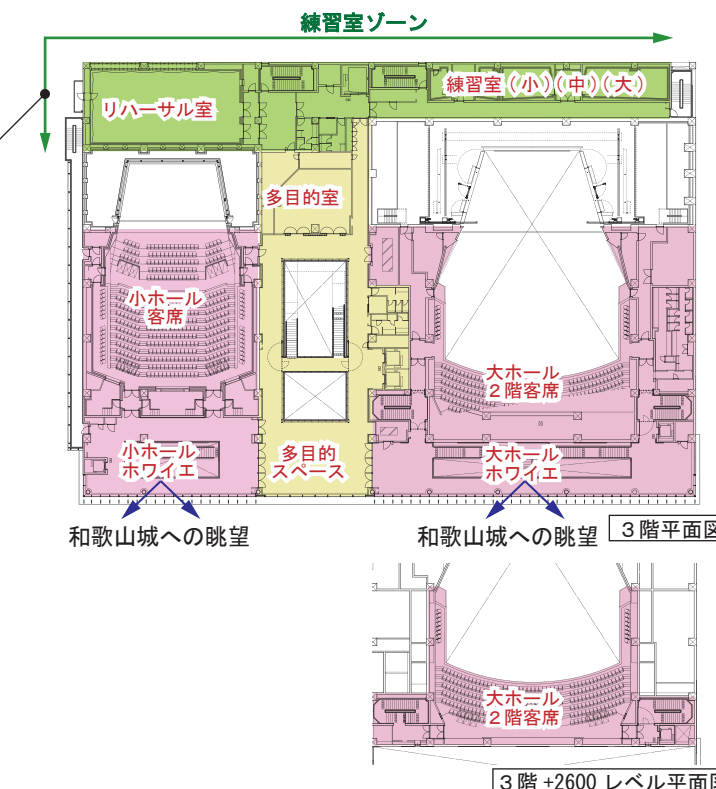 練習室ゾーン
リハーサル室
練習室(小)(中)(大)
多目的室
小ホール
客席
大ホール
2階客席
小ホール
ホワイエ
多目的
スペース
大ホール
ホワイエ
和歌山城への眺望
和歌山城への眺望
3階平面図
大ホール
2階客席
3階+2600 レベル平面図